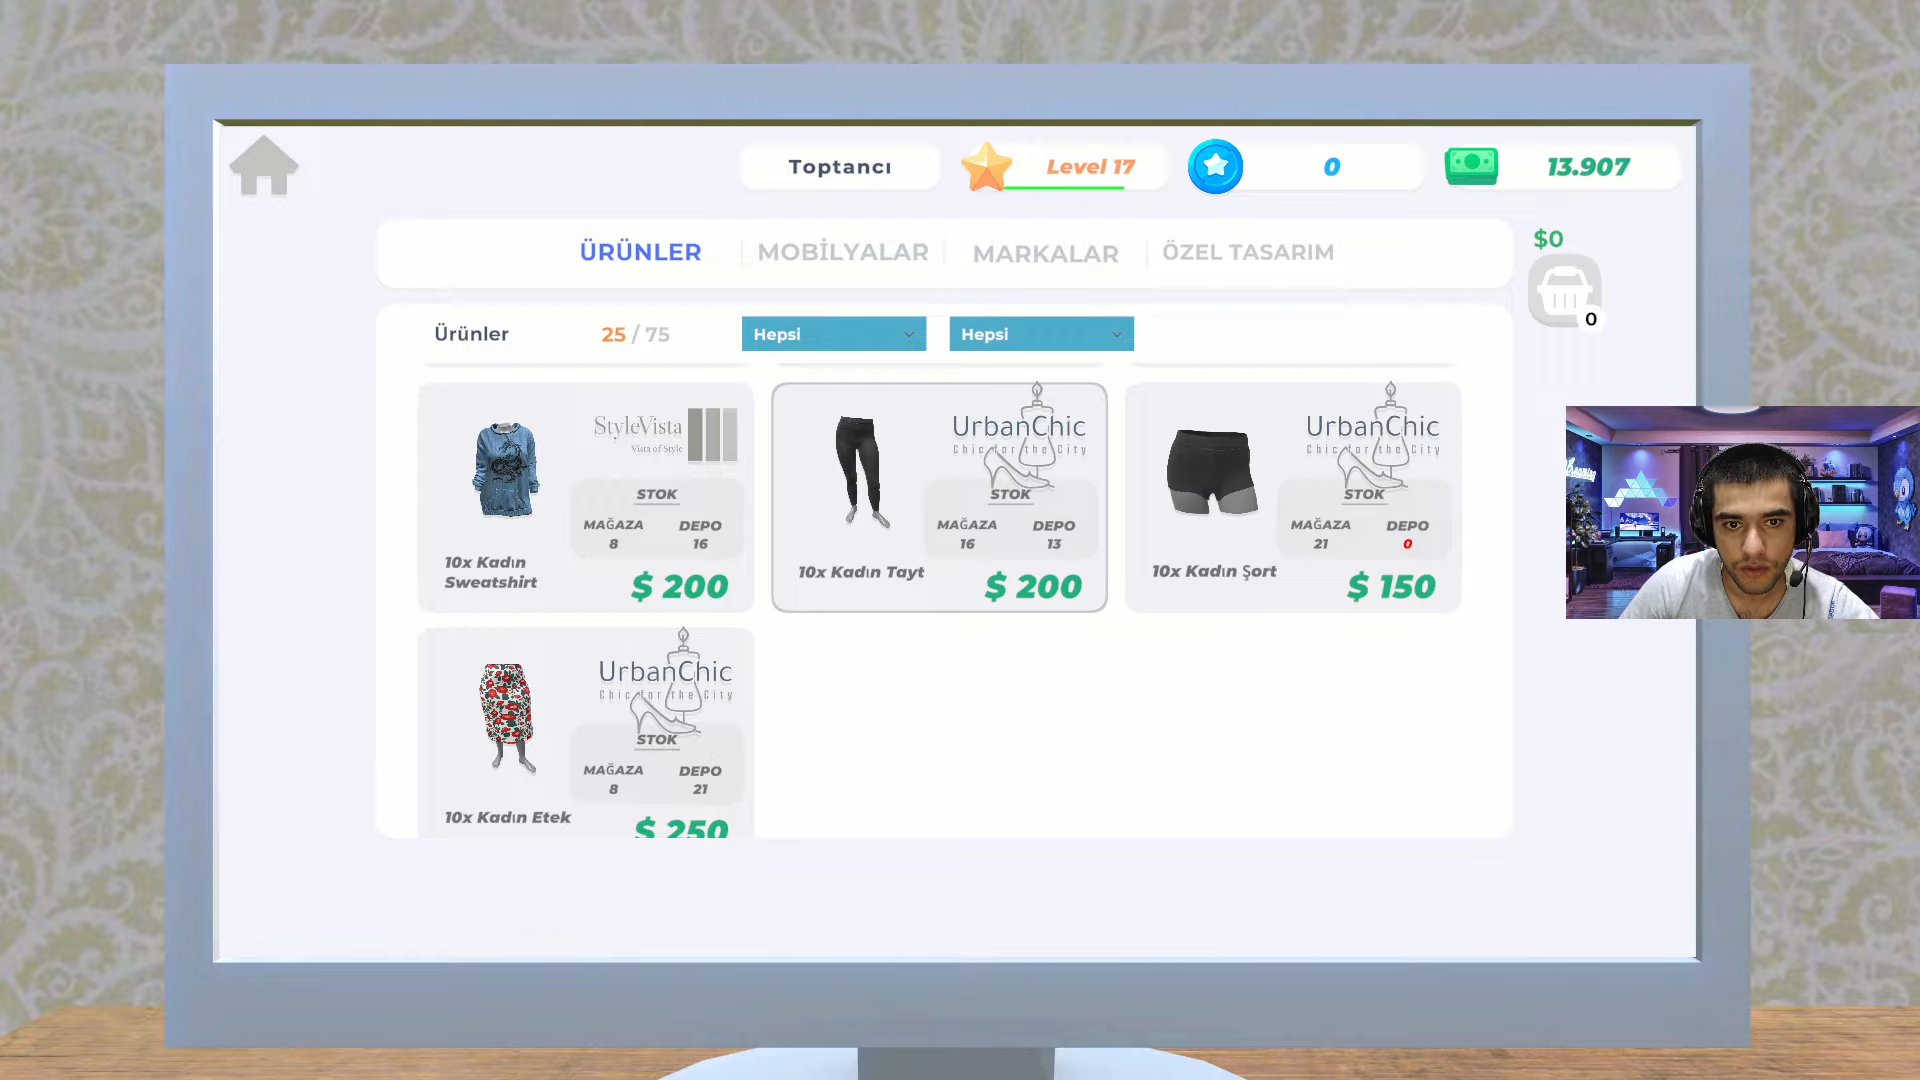 Toptancı
Level 17
0
13.907
ÜRÜNLER
MOBİLYALAR
MARKALAR
ÖZEL TASARIM
$0
0
Ürünler
25 / 75
Hepsi
Hepsi
StyleVista
Vista of Style
STOK
MAĞAZA
DEPO
8
16
10x Kadın
Sweatshirt
$ 200
UrbanChic
Chic for the City
STOK
MAĞAZA
DEPO
16
13
10x Kadın Tayt
$ 200
UrbanChic
Chic for the City
STOK
MAĞAZA
DEPO
21
0
10x Kadın Şort
$ 150
UrbanChic
Chic for the City
STOK
MAĞAZA
DEPO
8
21
10x Kadın Etek
$ 250